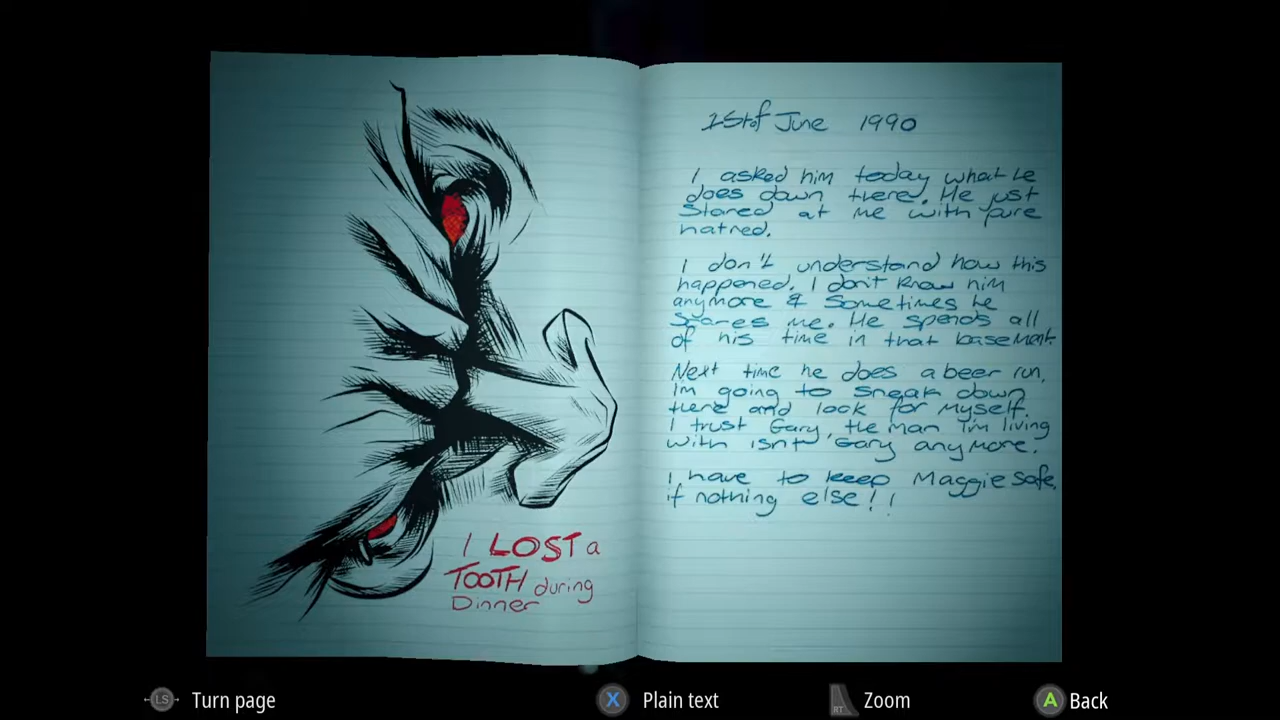 I LOST a
TOOTH during
Dinner
1st of June 1990
I asked him today what he
does down there. He just
Stared at me with pure
hatred.
I don't understand how this
happened. I don't know him
anymore & Sometimes he
Scares me. He spends all
of his time in that basement.
Next time he does a beer run,
Im going to sneak down
there and look for myself.
I trust Gary, the man I'm living
with isn't 'Gary anymore.
I have to keep Maggie safe,
if nothing else!!
LS
Turn page
X
Plain text
RT
Zoom
A
Back